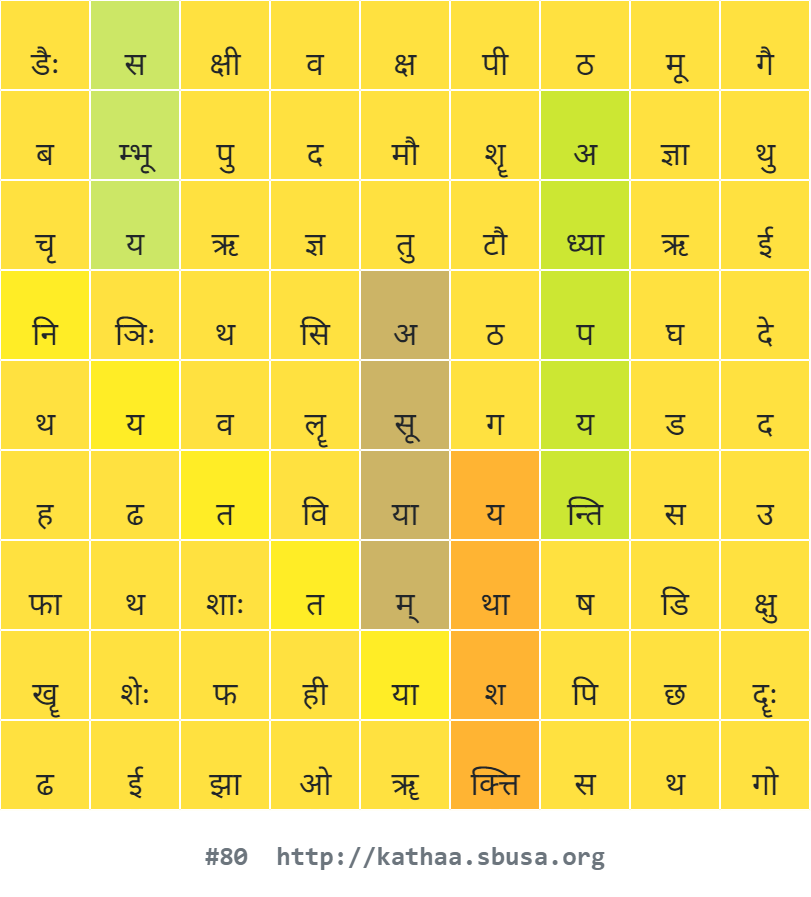 डैः स क्षी व क्ष पी ठ मू गै
ब म्भू पु द मौ शॄ अ ज्ञा थु
चृ य ऋ ज्ञ तु टौ ध्या ऋ ई
नि ञिः थ सि अ ठ प घ दे
थ य व लॄ सू ग य ड द
ह ढ त वि या य न्ति स उ
फा थ शाः त म् था ष डि क्षु
खॄ शेः फ ही या श पि छ दॄः
ढ ई झा ओ ॠ क्ति स थ गो
#80 http://kathaa.sbusa.org